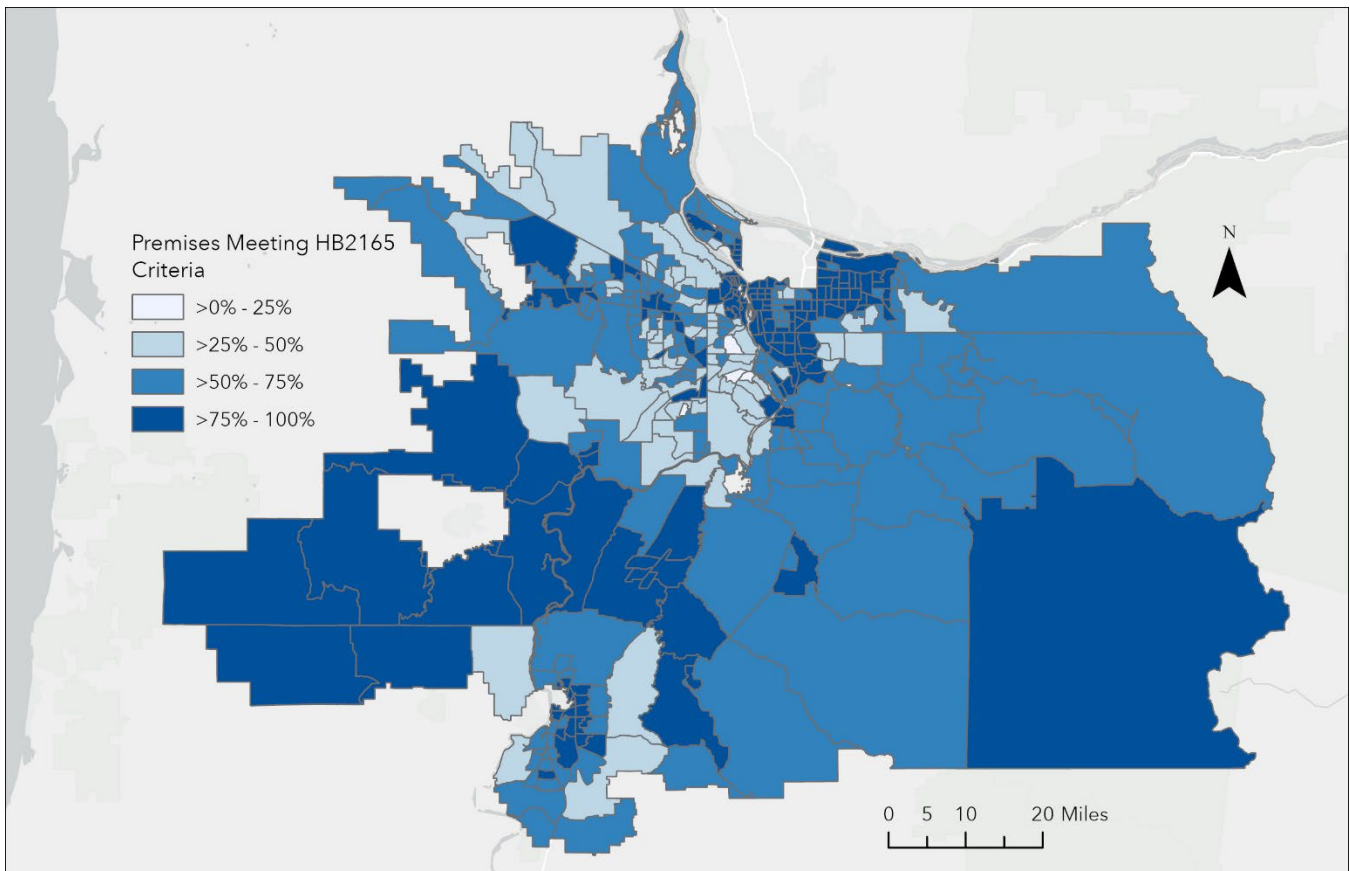 Premises Meeting HB2165
Criteria
>0% - 25%
>25% - 50%
>50% - 75%
>75% - 100%
N
0 5 10 20 Miles